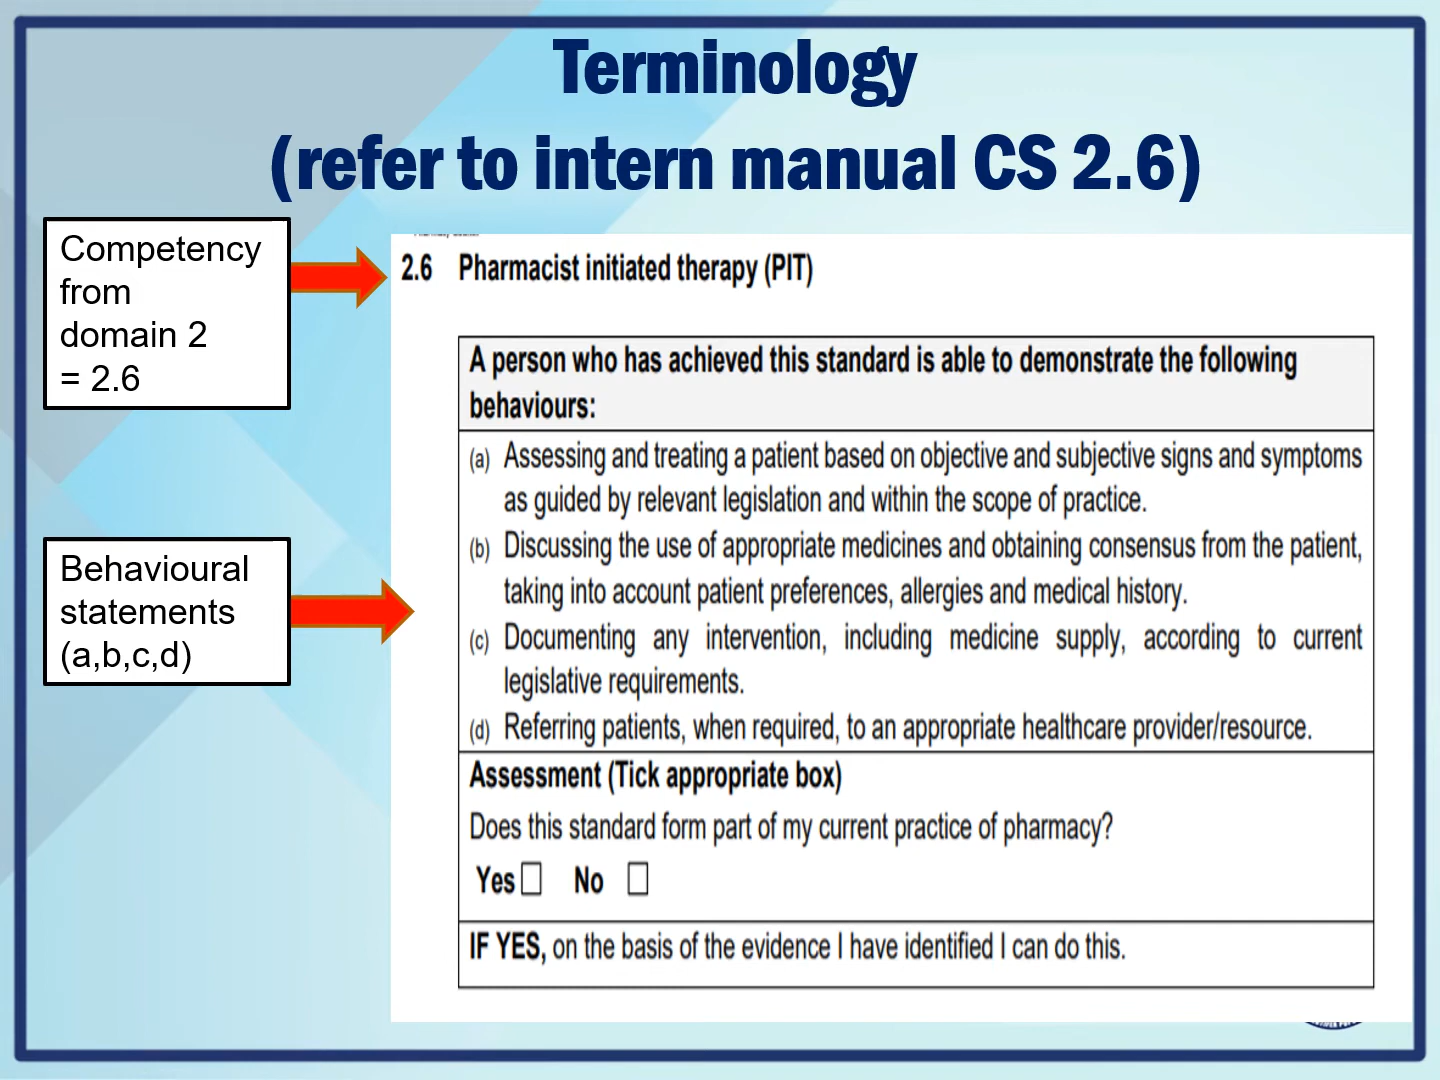 Terminology
(refer to intern manual CS 2.6)
Competency
from
domain 2
= 2.6
2.6 Pharmacist initiated therapy (PIT)
A person who has achieved this standard is able to demonstrate the following
behaviours:
(a) Assessing and treating a patient based on objective and subjective signs and symptoms
as guided by relevant legislation and within the scope of practice.
(b) Discussing the use of appropriate medicines and obtaining consensus from the patient,
taking into account patient preferences, allergies and medical history.
Behavioural
statements
(a,b,c,d)
(c) Documenting any intervention, including medicine supply, according to current
legislative requirements.
(d) Referring patients, when required, to an appropriate healthcare provider/resource.
Assessment (Tick appropriate box)
Does this standard form part of my current practice of pharmacy?
Yes No
IF YES, on the basis of the evidence I have identified I can do this.